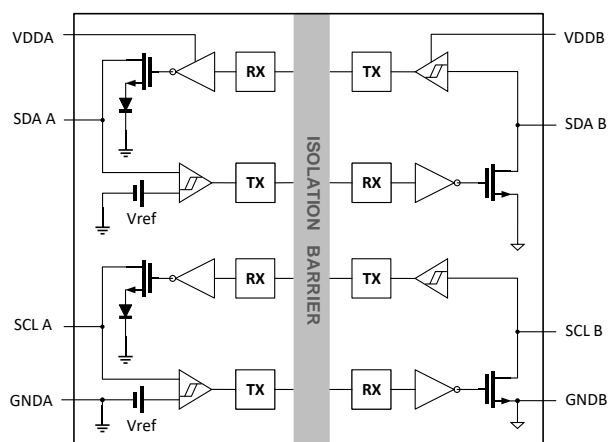 VDDA
VDDB
RX
TX
SDA A
SDA B
TX
RX
Vref
ISOLATION BARRIER
RX
TX
SCL A
SCL B
TX
RX
GNDA
GNDB
Vref